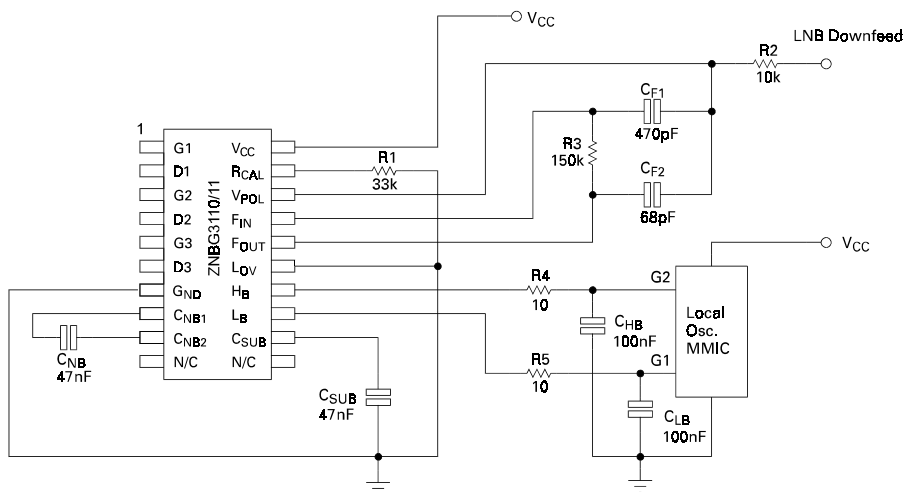 VCC
LNB Downfeed
R2
10k
CF1
470pF
R3
150k
CF2
68pF
1
G1
D1
G2
D2
G3
D3
GND
CNB1
CNB2
N/C
ZNBG3110/11
VCC
RCAL
VPOL
FIN
FOUT
LOV
HB
LB
CSUB
N/C
R1
33k
CNB
47nF
CSUB
47nF
R4
10
R5
10
CHB
100nF
CLB
100nF
G2
G1
Local
Osc.
MMIC
VCC